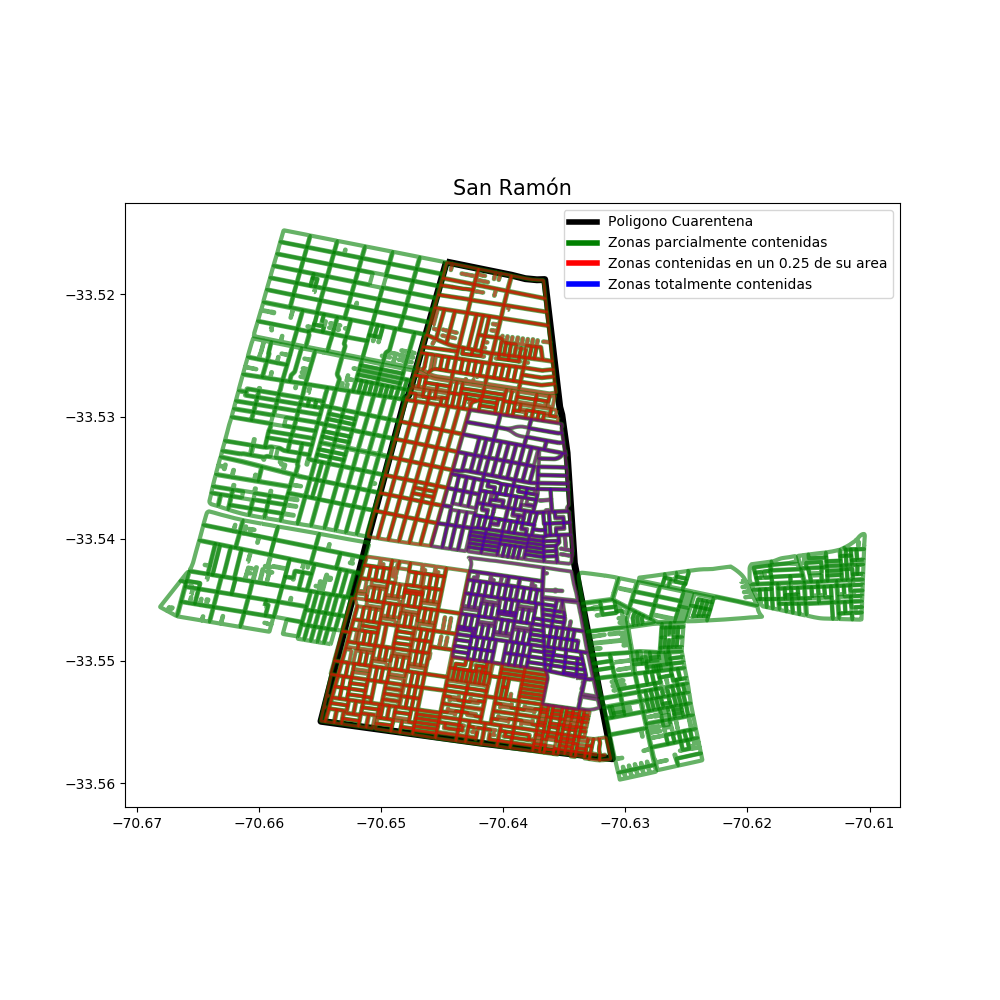 San Ramón
Poligono Cuarentena
Zonas parcialmente contenidas
Zonas contenidas en un 0.25 de su area
Zonas totalmente contenidas
−33.52
−33.53
−33.54
−33.55
−33.56
−70.67 −70.66 −70.65 −70.64 −70.63 −70.62 −70.61